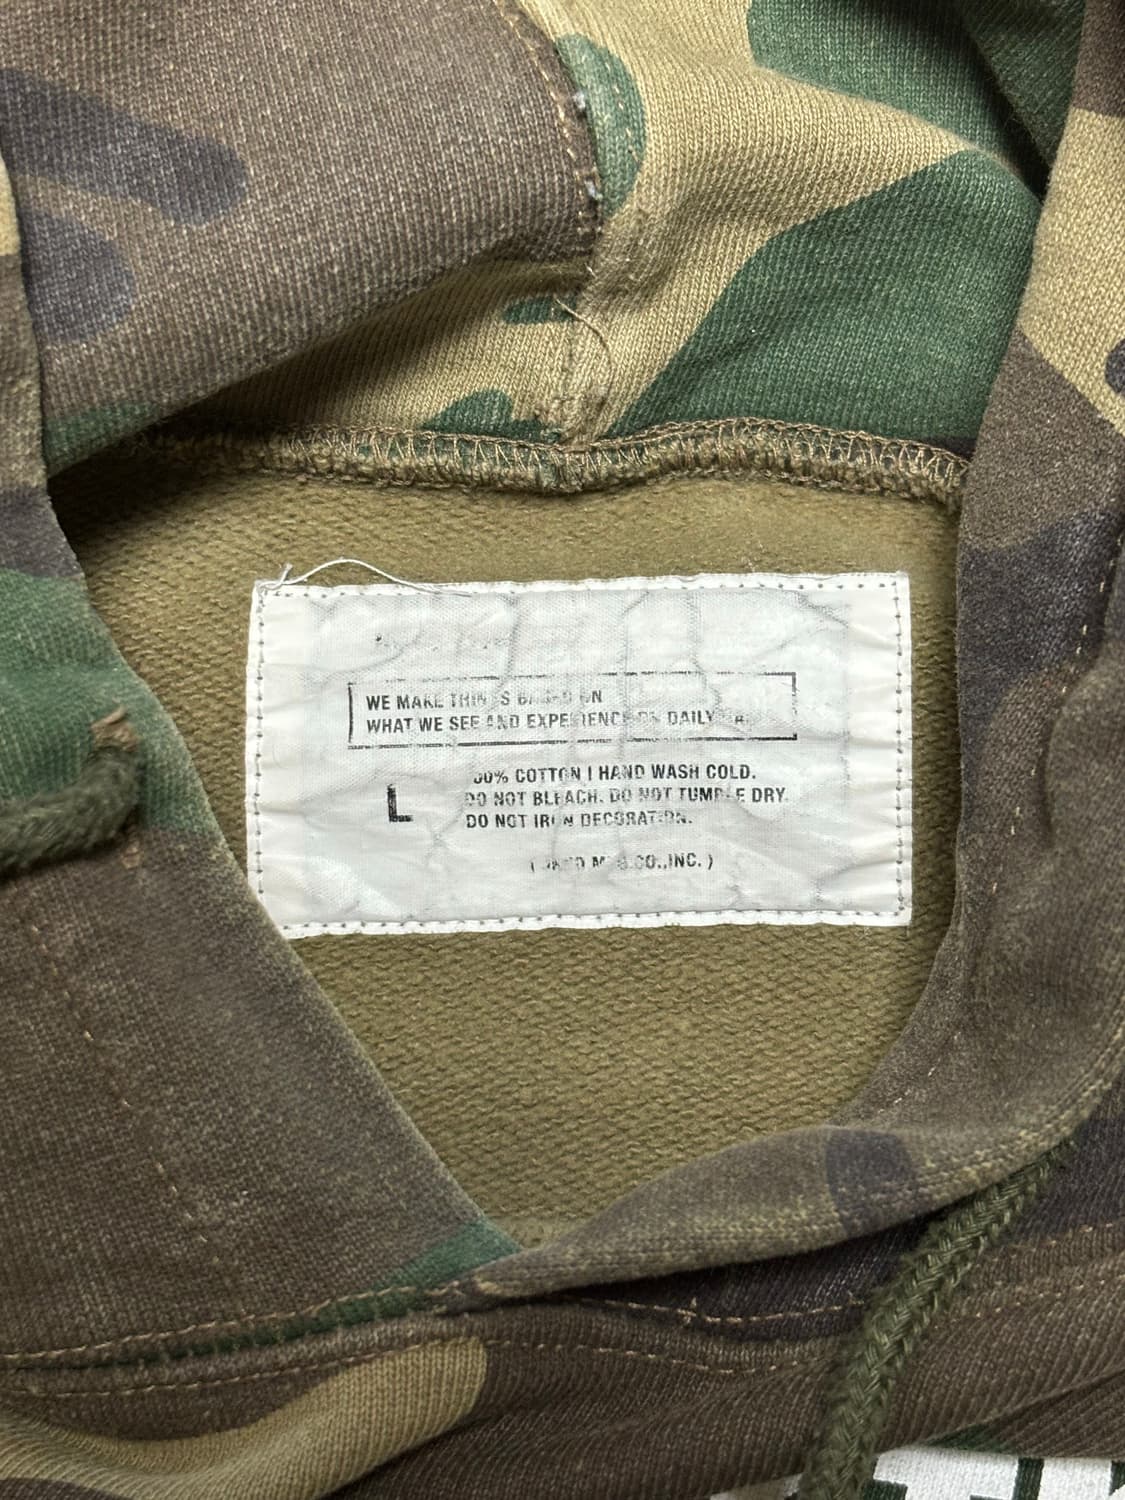 WE MAKE THINGS BASED ON
WHAT WE SEE AND EXPERIENCE ON DAILY
L
COTTON | HAND WASH COLD.
DO NOT BLEACH. DO NOT TUMBLE DRY.
DO NOT IRON DECORATION.
CO.,INC. )